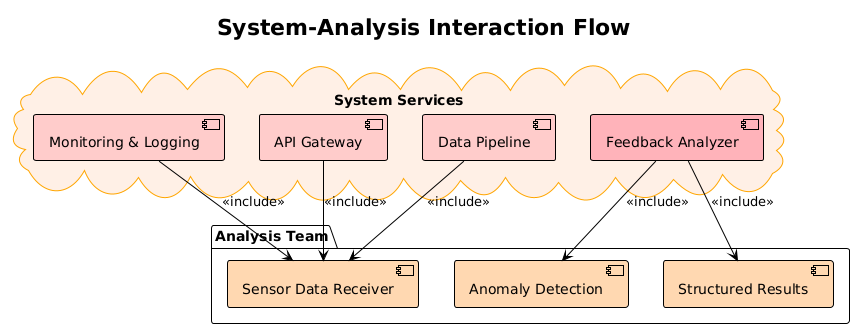 System-Analysis Interaction Flow
System Services
Monitoring & Logging
API Gateway
Data Pipeline
Feedback Analyzer
«include»
«include»
«include»
«include»
«include»
Analysis Team
Sensor Data Receiver
Anomaly Detection
Structured Results